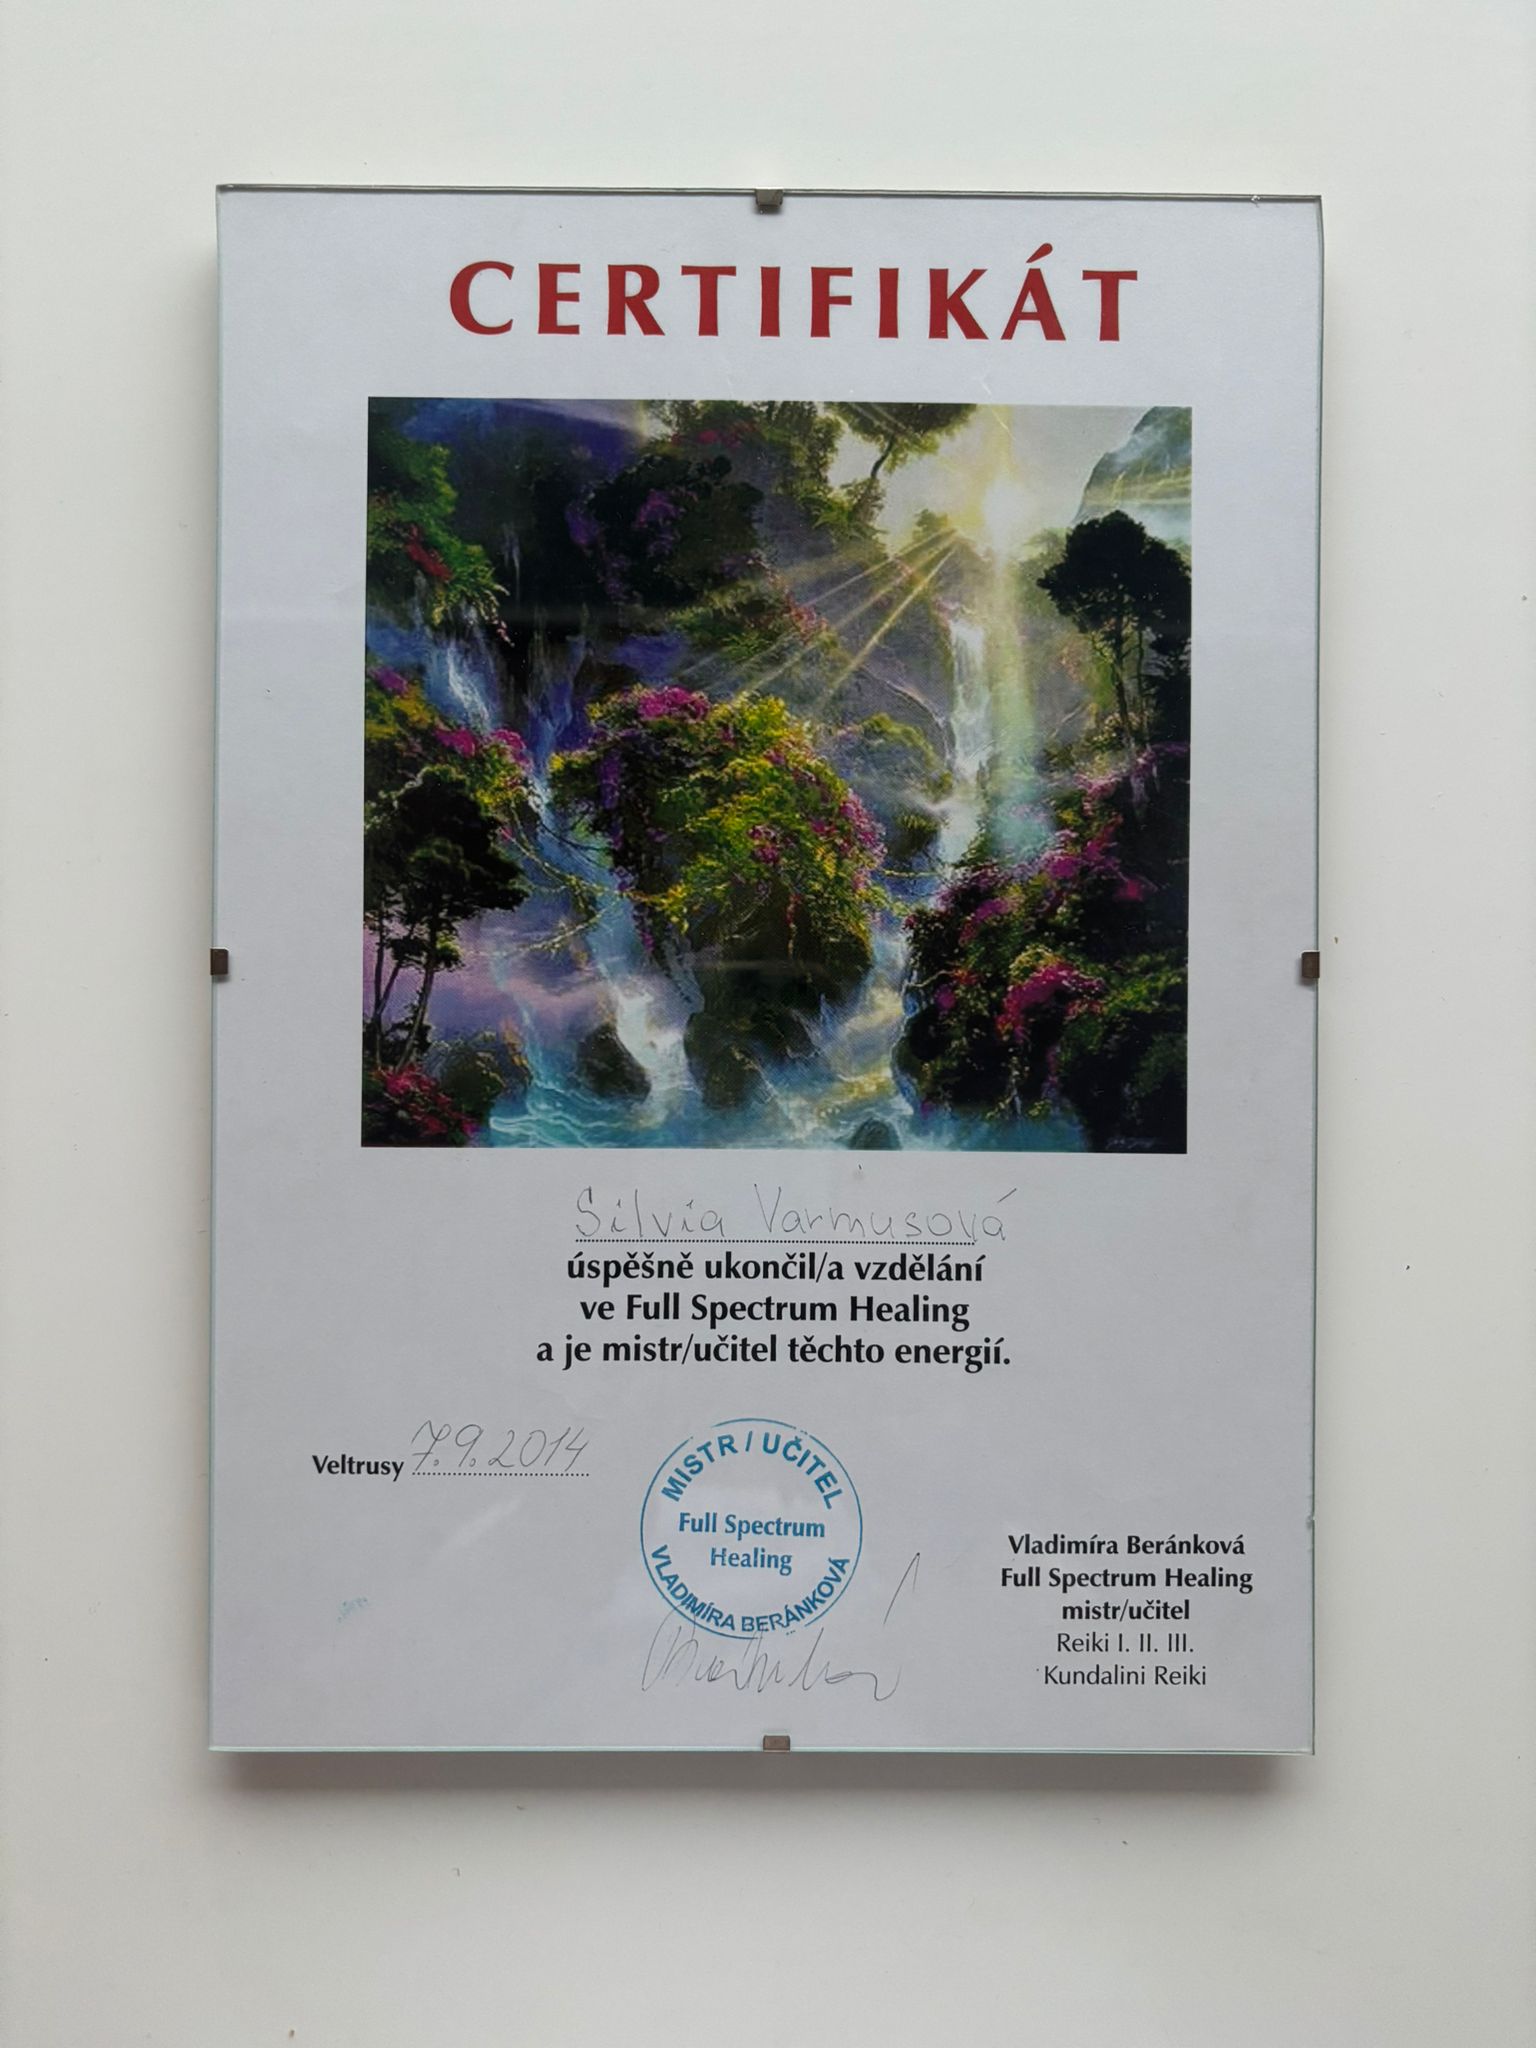 CERTIFIKÁT
Silvia Varmusová
úspěšně ukončil/a vzdělání
ve Full Spectrum Healing
a je mistr/učitel těchto energií.
Veltrusy 7.9.2014
MISTR / UČITEL
Full Spectrum
Healing
VLADIMÍRA BERÁNKOVÁ
Vladimíra Beránková
Full Spectrum Healing
mistr/učitel
Reiki I. II. III.
Kundalini Reiki